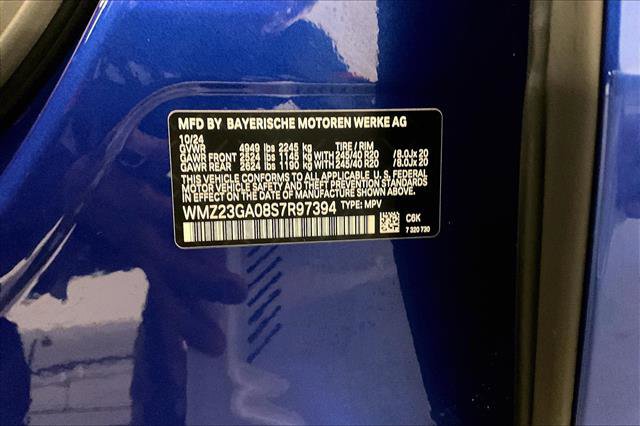 MFD BY BAYERISCHE MOTOREN WERKE AG
10/24
GVWR 4949 lbs 2245 kg TIRE / RIM
GAWR FRONT 2524 lbs 1145 kg WITH 245/40 R20 / 8.0Jx 20
GAWR REAR 2624 lbs 1190 kg WITH 245/40 R20 / 8.0Jx 20
THIS VEHICLE CONFORMS TO ALL APPLICABLE U. S. FEDERAL
MOTOR VEHICLE SAFETY, BUMPER AND THEFT PREVENTION STANDARDS
IN EFFECT ON THE DATE OF MANUFACTURE SHOWN ABOVE.
WMZ23GA08S7R97394 TYPE: MPV
C6K
7 320 730